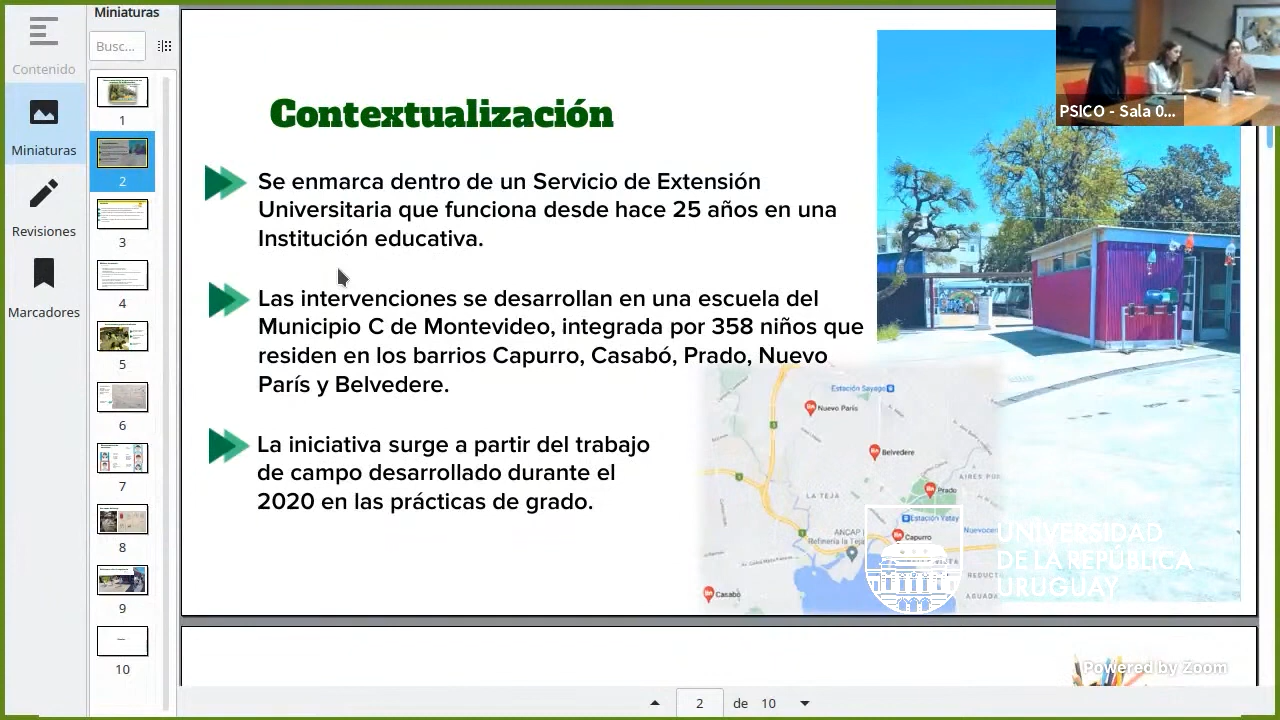 Miniaturas
Contenido
Busc...
Miniaturas
Revisiones
Marcadores
1
2
3
4
5
6
7
8
9
10
Contextualización
Se enmarca dentro de un Servicio de Extensión
Universitaria que funciona desde hace 25 años en una
Institución educativa.
Las intervenciones se desarrollan en una escuela del
Municipio C de Montevideo, integrada por 358 niños que
residen en los barrios Capurro, Casabó, Prado, Nuevo
París y Belvedere.
La iniciativa surge a partir del trabajo
de campo desarrollado durante el
2020 en las prácticas de grado.
PSICO - Sala 0...
Estación Sayago
Nuevo París
Belvedere
AIRES PU
Prado
LA TEJA
Estación Yatay
Nuevocen
ANCAP
Refinería la Teja
Capurro
REDUCT
AGUADA
Casabó
UNIVERSIDAD
DE LA REPÚBLICA
URUGUAY
Powered by Zoom
2 de 10